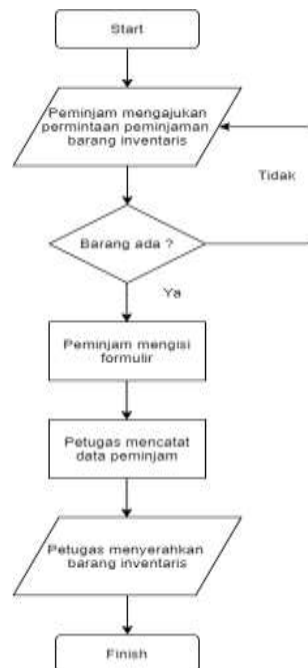 Start
Peminjam mengajukan
permintaan peminjaman
barang inventaris
Tidak
Barang ada ?
Ya
Peminjam mengisi
formulir
Petugas mencatat
data peminjam
Petugas menyerahkan
barang inventaris
Finish